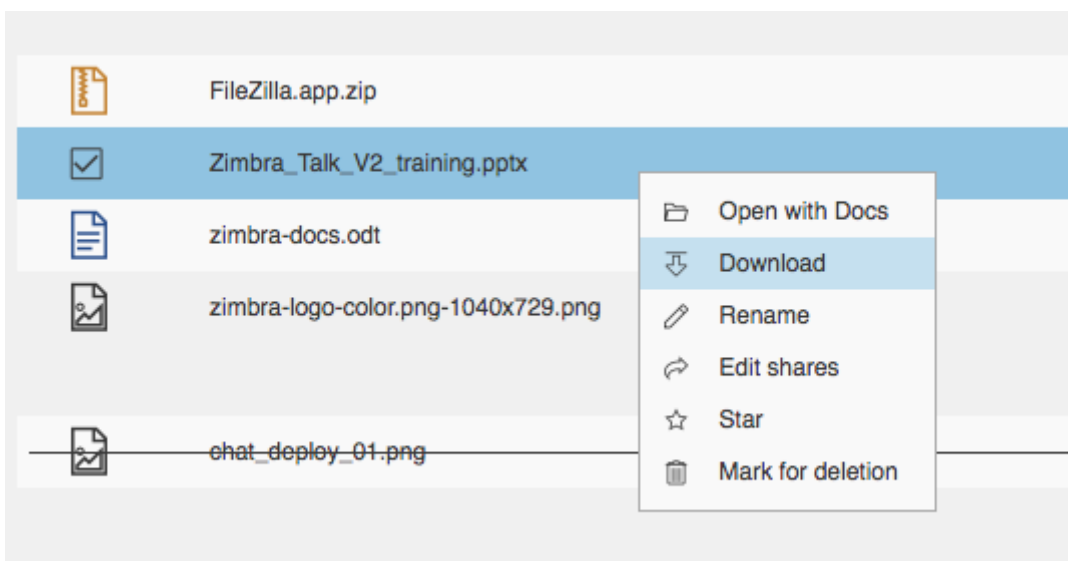 FileZilla.app.zip
Zimbra_Talk_V2_training.pptx
zimbra-docs.odt
zimbra-logo-color.png-1040x729.png
chat_deploy_01.png
Open with Docs
Download
Rename
Edit shares
Star
Mark for deletion